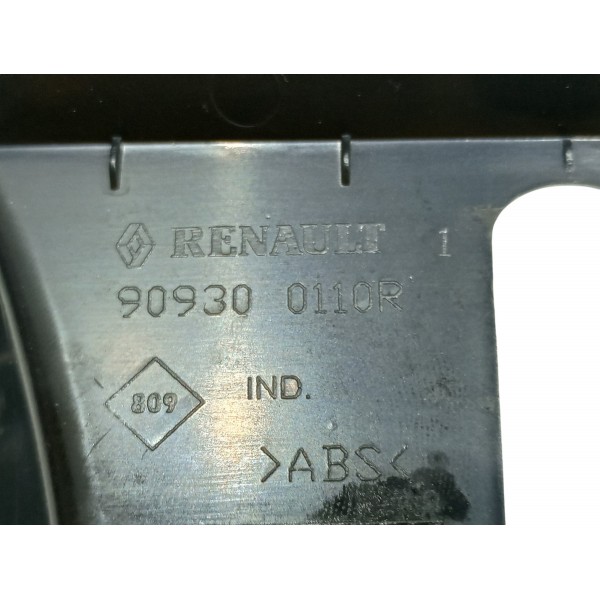 RENAULT 1
90930 0110R
809 IND.
>ABS<